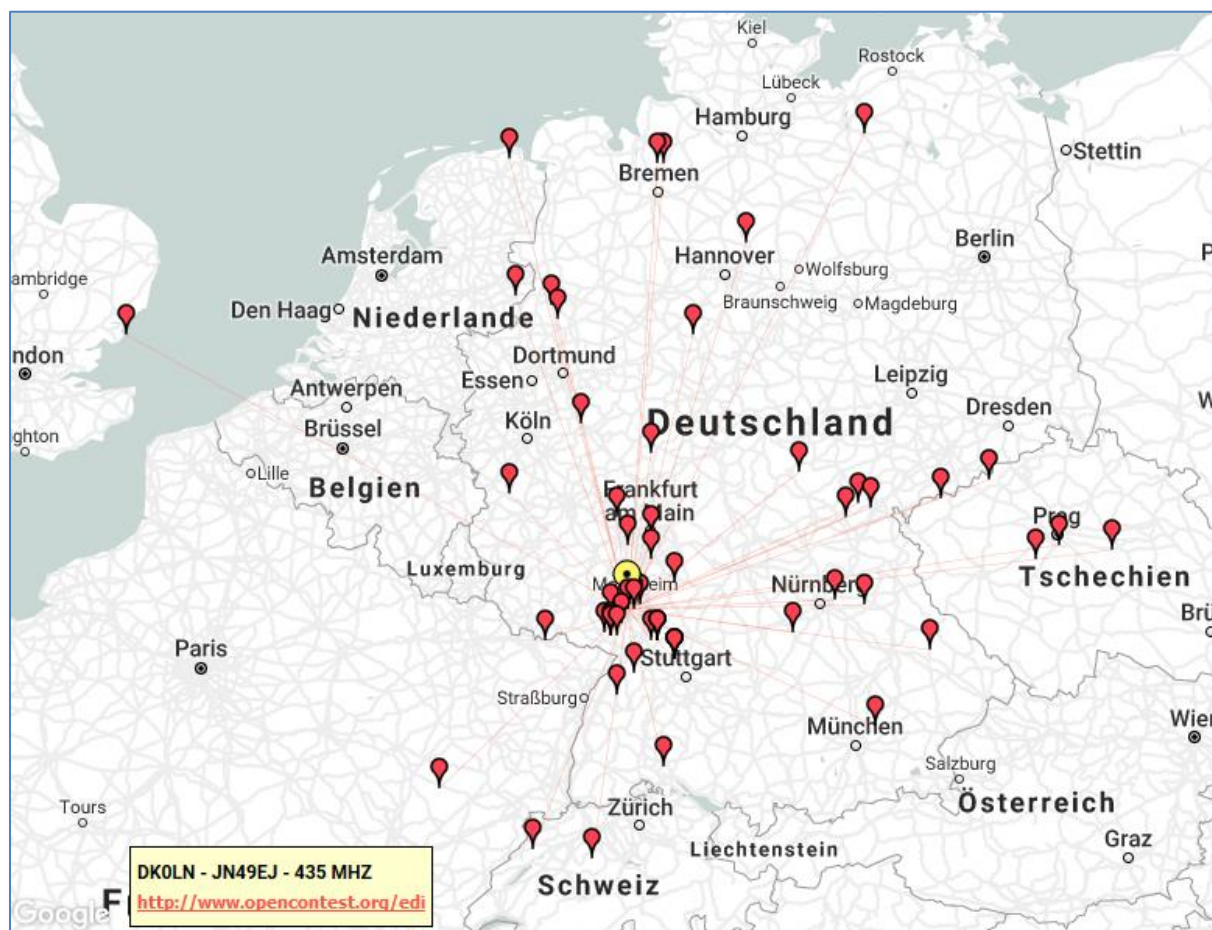 Kiel
Rostock
Lübeck
Hamburg
Stettin
Bremen
Berlin
Amsterdam
Hannover
Wolfsburg
ambridge
Braunschweig
Magdeburg
Den Haag
Niederlande
ndon
Dortmund
Essen
Leipzig
Antwerpen
Dresden
W
Köln
Deutschland
Brüssel
ghton
Lille
Belgien
Frankfurt
am Main
Prag
Luxemburg
Tschechien
Nürnberg
Brü
Paris
Stuttgart
Straßburg
München
Wien
Salzburg
Österreich
Tours
Zürich
Graz
Liechtenstein
Schweiz
DK0LN - JN49EJ - 435 MHZ
http://www.opencontest.org/edi
F
Google